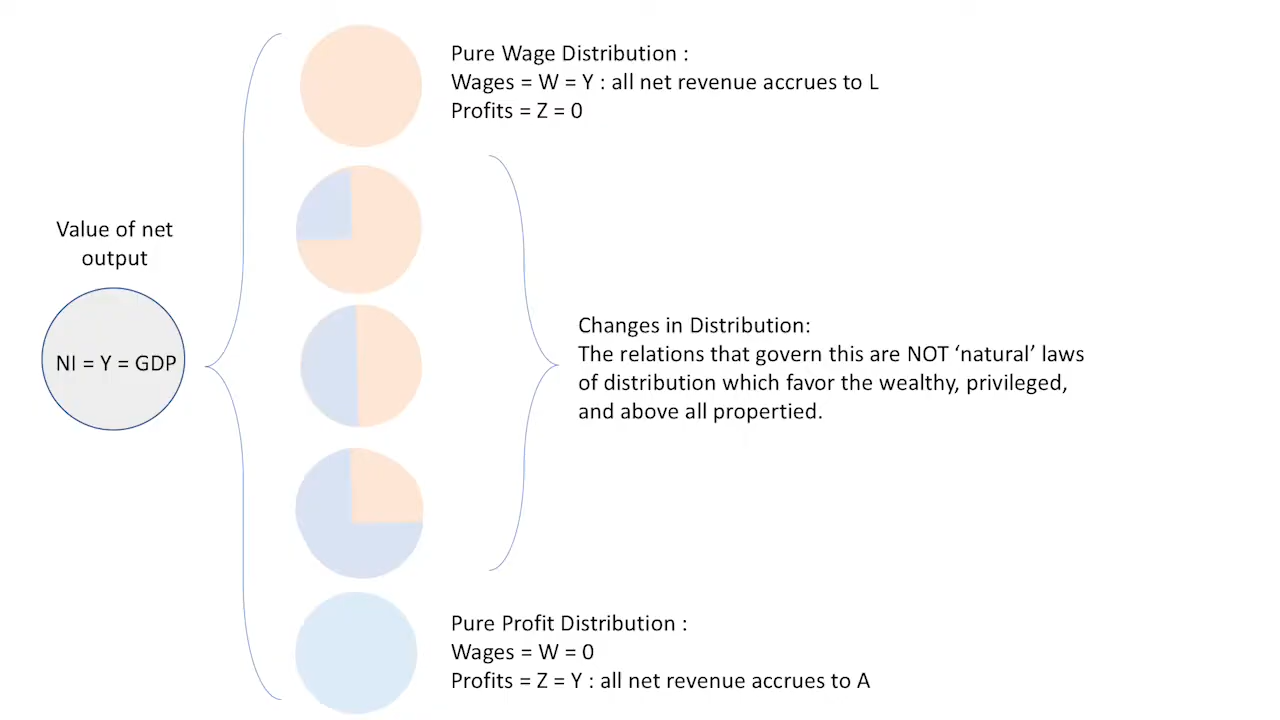 Pure Wage Distribution :
Wages = W = Y : all net revenue accrues to L
Profits = Z = 0
Value of net
output
NI = Y = GDP
Changes in Distribution:
The relations that govern this are NOT ‘natural’ laws
of distribution which favor the wealthy, privileged,
and above all propertied.
Pure Profit Distribution :
Wages = W = 0
Profits = Z = Y : all net revenue accrues to A